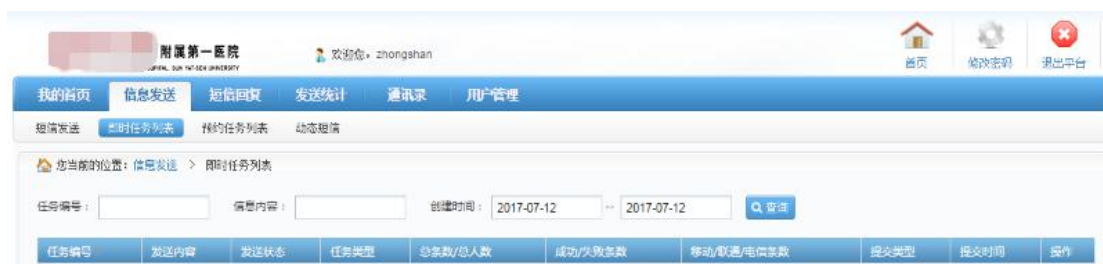 附属第一医院
欢迎您，zhongshan
首页 修改密码 退出平台
我的首页 信息发送 短信回复 发送统计 通讯录 用户管理
短信发送 即时任务列表 预约任务列表 动态短信
您当前的位置：信息发送 > 即时任务列表
任务编号： 信息内容： 创建时间： 2017-07-12 -- 2017-07-12 查询
任务编号 发送内容 发送状态 任务类型 总条数/总人数 成功/失败条数 移动/联通/电信条数 提交类型 提交时间 操作